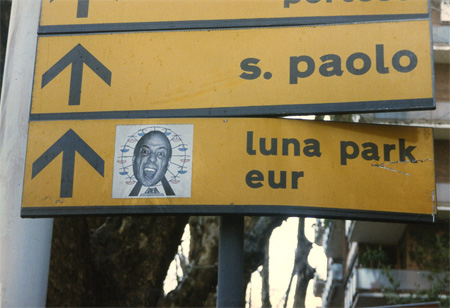 s. paolo
luna park
eur